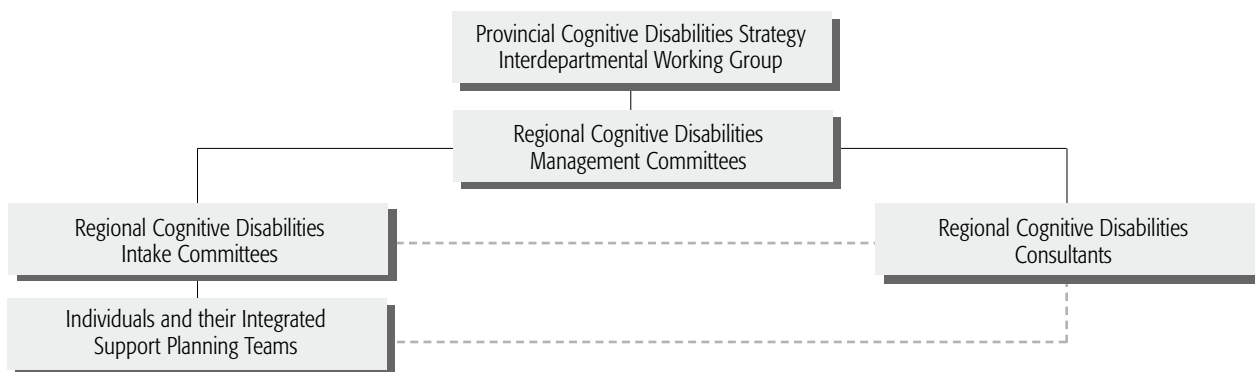 Provincial Cognitive Disabilities Strategy
Interdepartmental Working Group
Regional Cognitive Disabilities
Management Committees
Regional Cognitive Disabilities
Intake Committees
Regional Cognitive Disabilities
Consultants
Individuals and their Integrated
Support Planning Teams